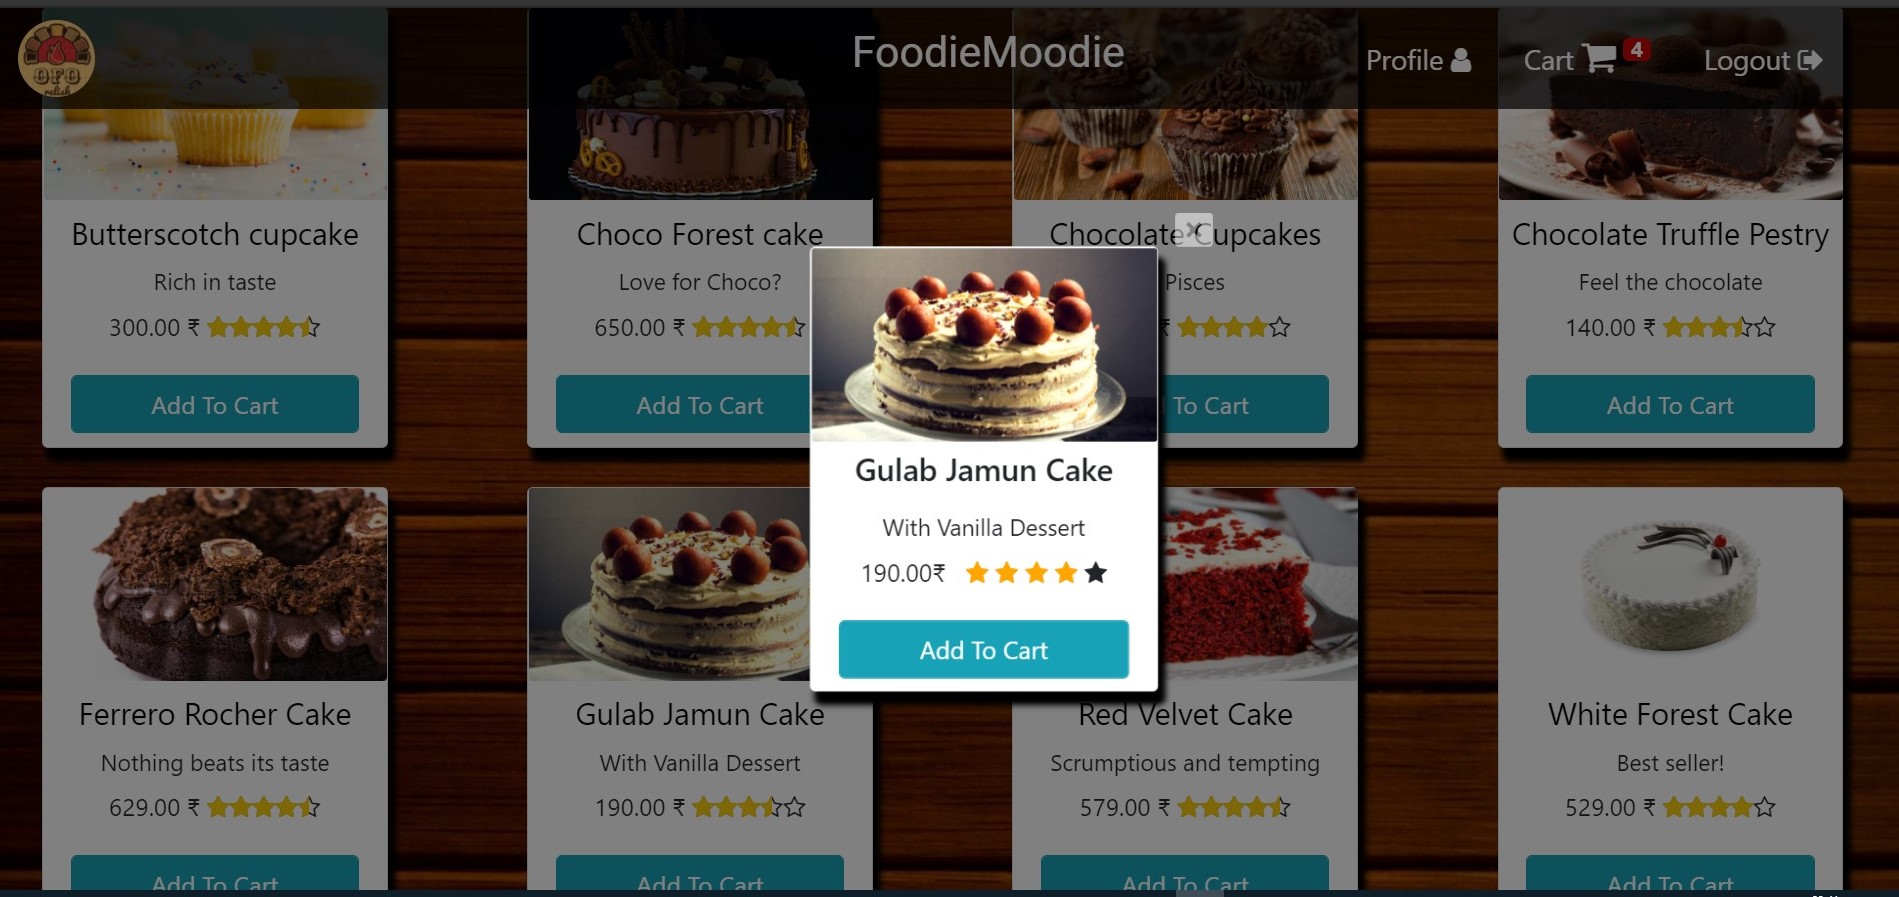 oro
relish
FoodieMoodie
Profile
Cart 4
Logout
Butterscotch cupcake
Rich in taste
300.00 ₹
Add To Cart
Choco Forest cake
Love for Choco?
650.00 ₹
Add To Cart
Chocolate Cupcakes
Pisces
₹
To Cart
Chocolate Truffle Pestry
Feel the chocolate
140.00 ₹
Add To Cart
Gulab Jamun Cake
With Vanilla Dessert
190.00₹
Add To Cart
Ferrero Rocher Cake
Nothing beats its taste
629.00 ₹
Add To Cart
Gulab Jamun Cake
With Vanilla Dessert
190.00 ₹
Add To Cart
Red Velvet Cake
Scrumptious and tempting
579.00 ₹
Add To Cart
White Forest Cake
Best seller!
529.00 ₹
Add To Cart